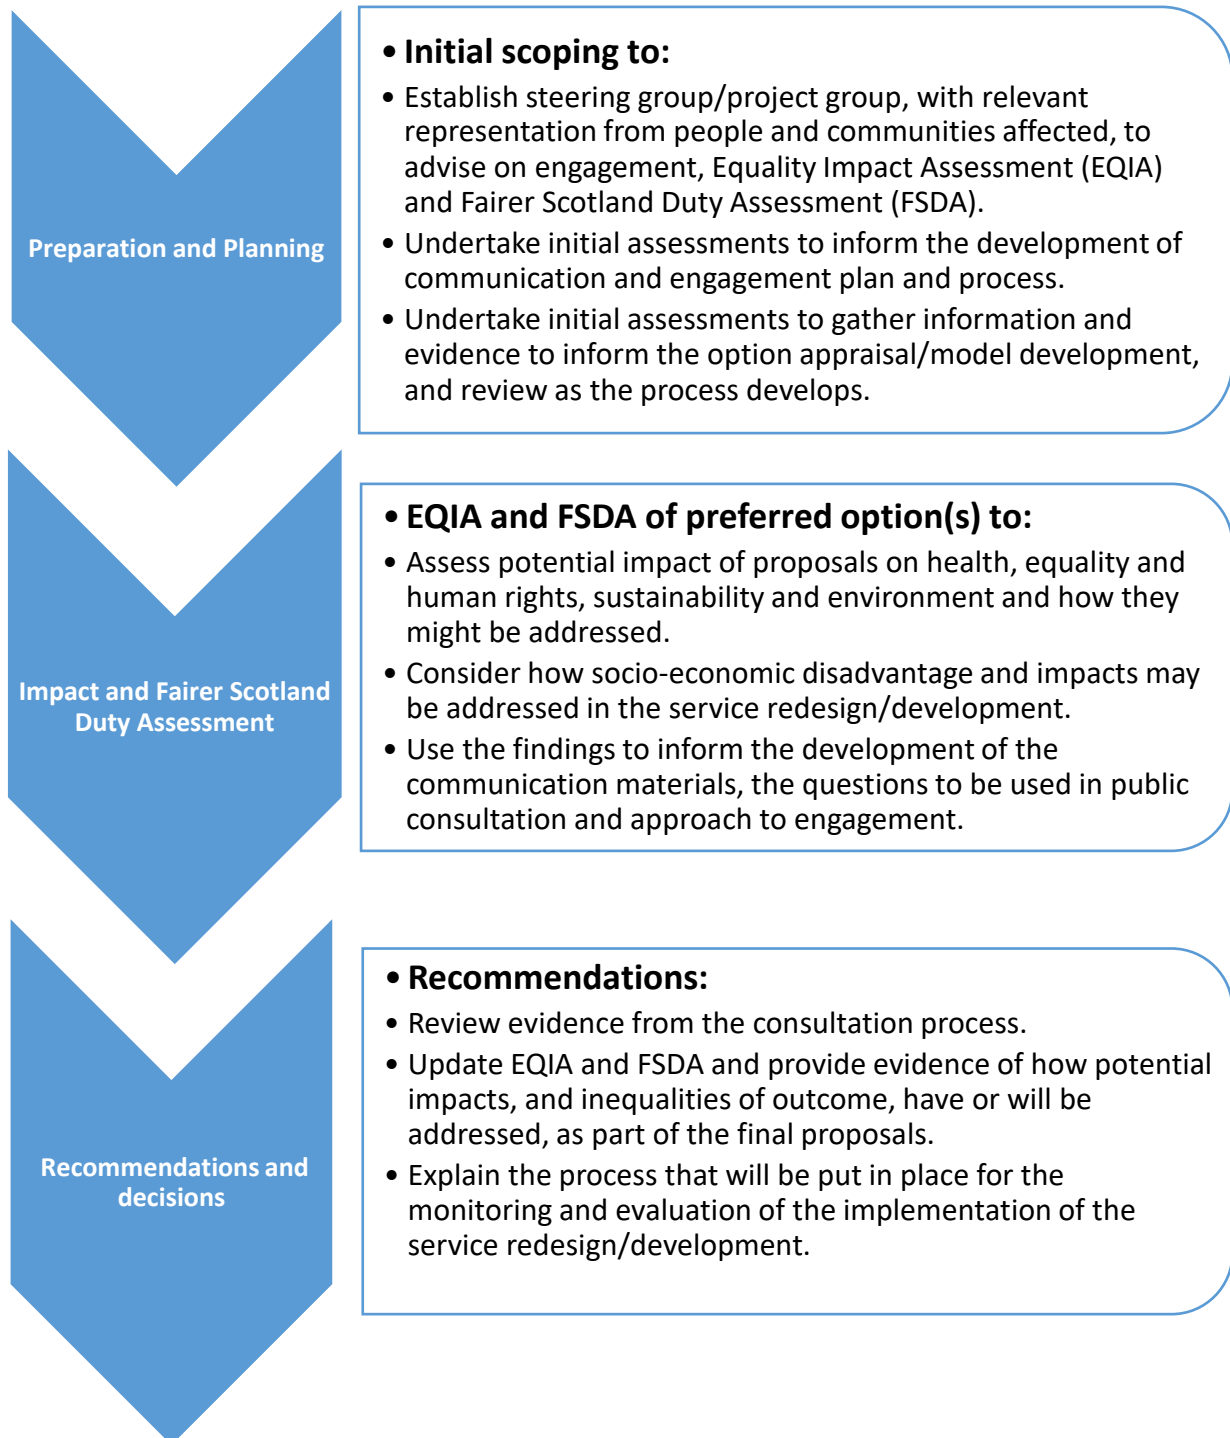 Preparation and Planning
• Initial scoping to:
• Establish steering group/project group, with relevant
representation from people and communities affected, to
advise on engagement, Equality Impact Assessment (EQIA)
and Fairer Scotland Duty Assessment (FSDA).
• Undertake initial assessments to inform the development of
communication and engagement plan and process.
• Undertake initial assessments to gather information and
evidence to inform the option appraisal/model development,
and review as the process develops.
Impact and Fairer Scotland
Duty Assessment
• EQIA and FSDA of preferred option(s) to:
• Assess potential impact of proposals on health, equality and
human rights, sustainability and environment and how they
might be addressed.
• Consider how socio-economic disadvantage and impacts may
be addressed in the service redesign/development.
• Use the findings to inform the development of the
communication materials, the questions to be used in public
consultation and approach to engagement.
Recommendations and
decisions
• Recommendations:
• Review evidence from the consultation process.
• Update EQIA and FSDA and provide evidence of how potential
impacts, and inequalities of outcome, have or will be
addressed, as part of the final proposals.
• Explain the process that will be put in place for the
monitoring and evaluation of the implementation of the
service redesign/development.